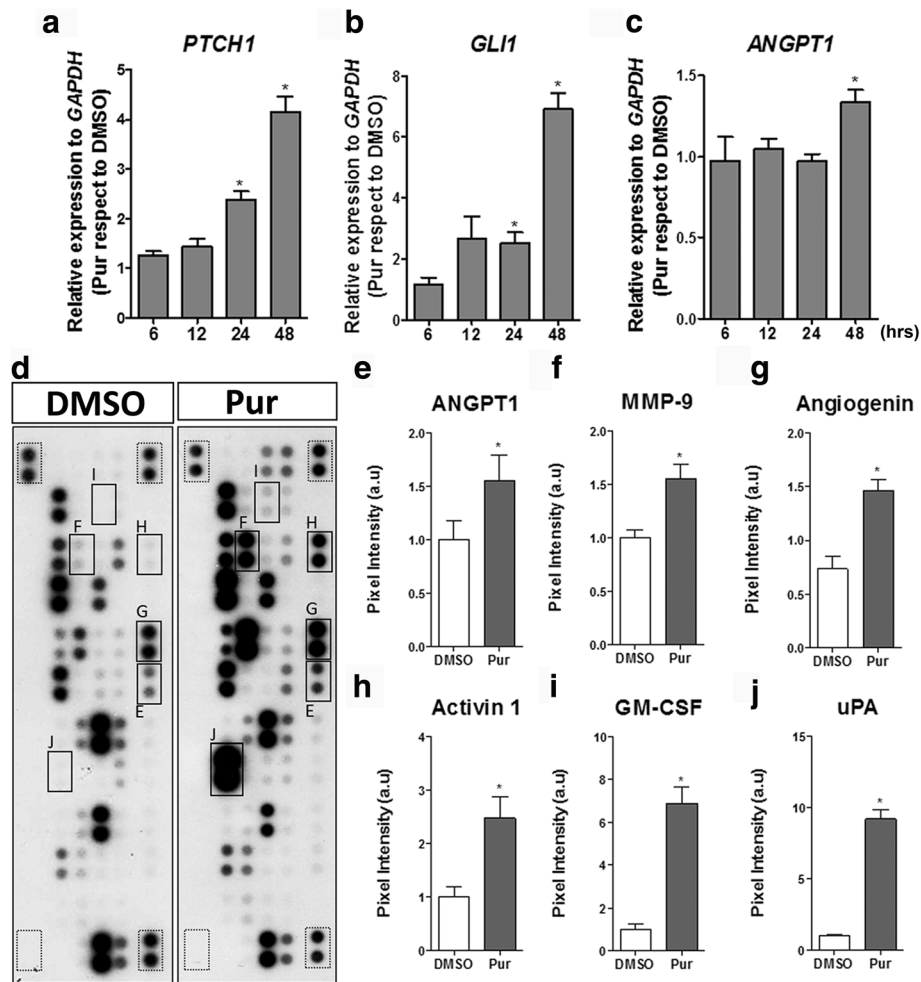 a
PTCH1
Relative expression to GAPDH
(Pur respect to DMSO)
5
4
3
2
1
0
6 12 24 48
*
*
b
GLI1
Relative expression to GAPDH
(Pur respect to DMSO)
8
6
4
2
0
6 12 24 48
*
*
c
ANGPT1
Relative expression to GAPDH
(Pur respect to DMSO)
1.5
1.0
0.5
0.0
6 12 24 48 (hrs)
*
d
DMSO
I
F
H
G
E
J
Pur
I
F
H
G
E
J
e
ANGPT1
Pixel Intensity (a.u)
2.0
1.5
1.0
0.5
0.0
DMSO Pur
*
f
MMP-9
Pixel Intensity (a.u)
2.0
1.5
1.0
0.5
0.0
DMSO Pur
*
g
Angiogenin
Pixel Intensity (a.u)
2.0
1.5
1.0
0.5
0.0
DMSO Pur
*
h
Activin 1
Pixel Intensity (a.u)
4
3
2
1
0
DMSO Pur
*
i
GM-CSF
Pixel Intensity (a.u)
10
8
6
4
2
0
DMSO Pur
*
j
uPA
Pixel Intensity (a.u)
15
10
5
0
DMSO Pur
*